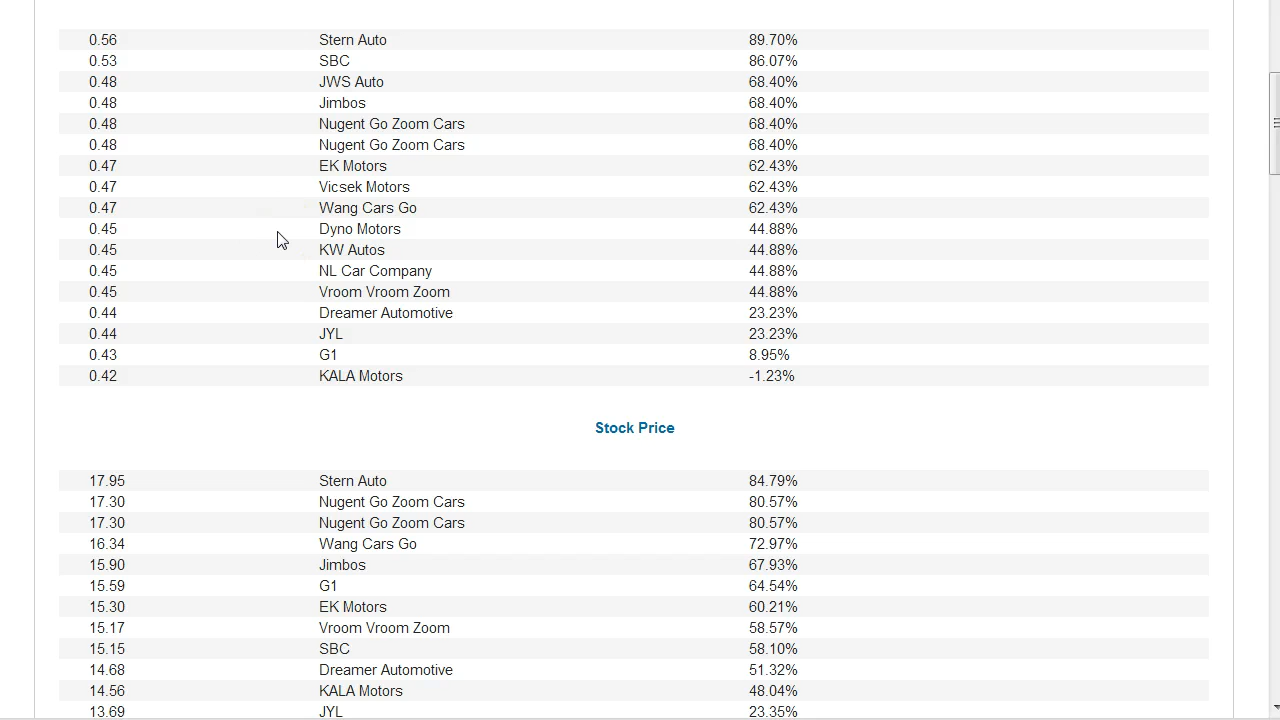 0.56 Stern Auto 89.70%
0.53 SBC 86.07%
0.48 JWS Auto 68.40%
0.48 Jimbos 68.40%
0.48 Nugent Go Zoom Cars 68.40%
0.48 Nugent Go Zoom Cars 68.40%
0.47 EK Motors 62.43%
0.47 Vicsek Motors 62.43%
0.47 Wang Cars Go 62.43%
0.45 Dyno Motors 44.88%
0.45 KW Autos 44.88%
0.45 NL Car Company 44.88%
0.45 Vroom Vroom Zoom 44.88%
0.44 Dreamer Automotive 23.23%
0.44 JYL 23.23%
0.43 G1 8.95%
0.42 KALA Motors -1.23%
Stock Price
17.95 Stern Auto 84.79%
17.30 Nugent Go Zoom Cars 80.57%
17.30 Nugent Go Zoom Cars 80.57%
16.34 Wang Cars Go 72.97%
15.90 Jimbos 67.93%
15.59 G1 64.54%
15.30 EK Motors 60.21%
15.17 Vroom Vroom Zoom 58.57%
15.15 SBC 58.10%
14.68 Dreamer Automotive 51.32%
14.56 KALA Motors 48.04%
13.69 JYL 23.35%